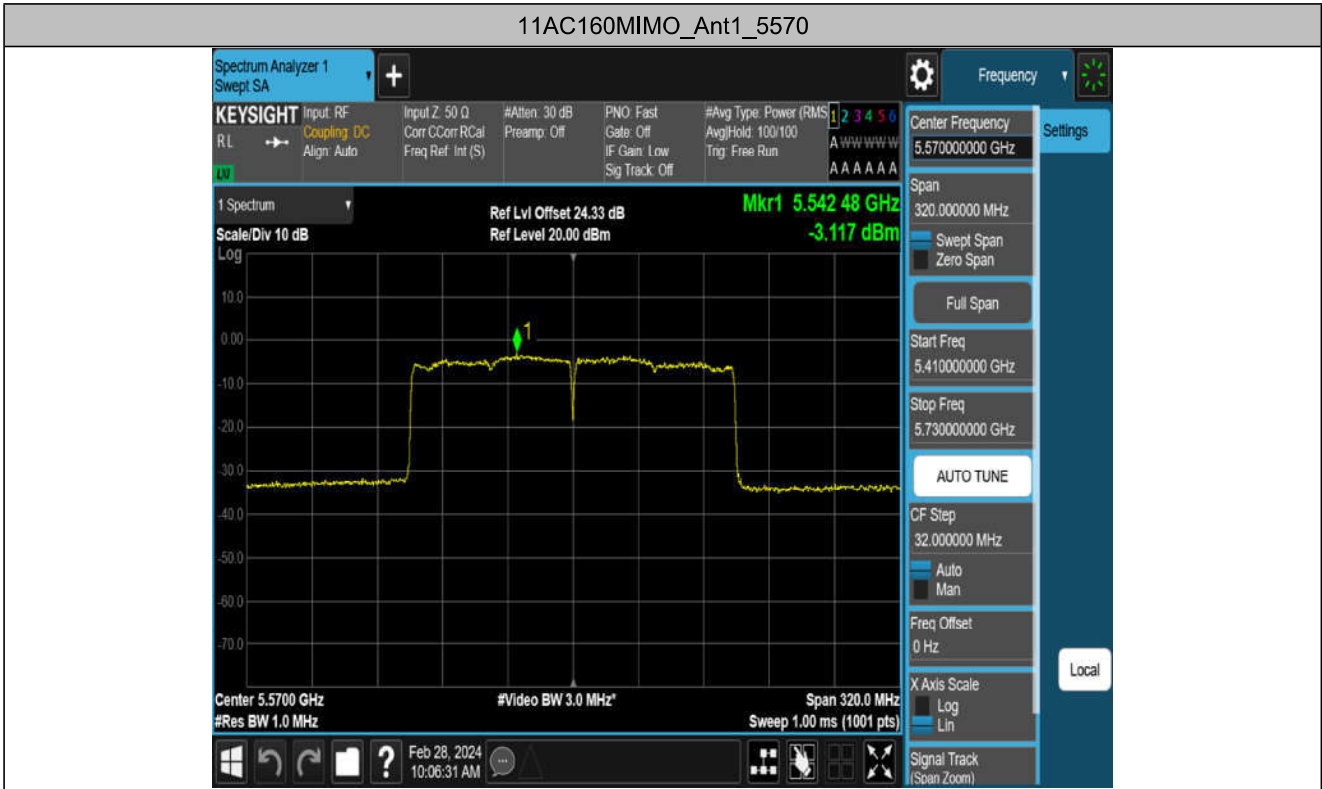 11AC160MIMO_Ant1_5570
Spectrum Analyzer 1
Swept SA
+
Frequency
KEYSIGHT
RL
LXI
Input: RF
Coupling: DC
Align: Auto
Input Z: 50 Ω
Corr CCorr RCal
Freq Ref: Int (S)
#Atten: 30 dB
Preamp: Off
PNO: Fast
Gate: Off
IF Gain: Low
Sig Track: Off
#Avg Type: Power (RMS
Avg|Hold: 100/100
Trig: Free Run
1 2 3 4 5 6
A W W W W W
A A A A A A
1 Spectrum
Scale/Div 10 dB
Log
Ref Lvl Offset 24.33 dB
Ref Level 20.00 dBm
Mkr1 5.542 48 GHz
-3.117 dBm
10.0
0.00
-10.0
-20.0
-30.0
-40.0
-50.0
-60.0
-70.0
1
Center 5.5700 GHz
#Res BW 1.0 MHz
#Video BW 3.0 MHz*
Span 320.0 MHz
Sweep 1.00 ms (1001 pts)
Center Frequency
5.570000000 GHz
Settings
Span
320.000000 MHz
Swept Span
Zero Span
Full Span
Start Freq
5.410000000 GHz
Stop Freq
5.730000000 GHz
AUTO TUNE
CF Step
32.000000 MHz
Auto
Man
Freq Offset
0 Hz
X Axis Scale
Log
Lin
Local
Signal Track
(Span Zoom)
?
Feb 28, 2024
10:06:31 AM